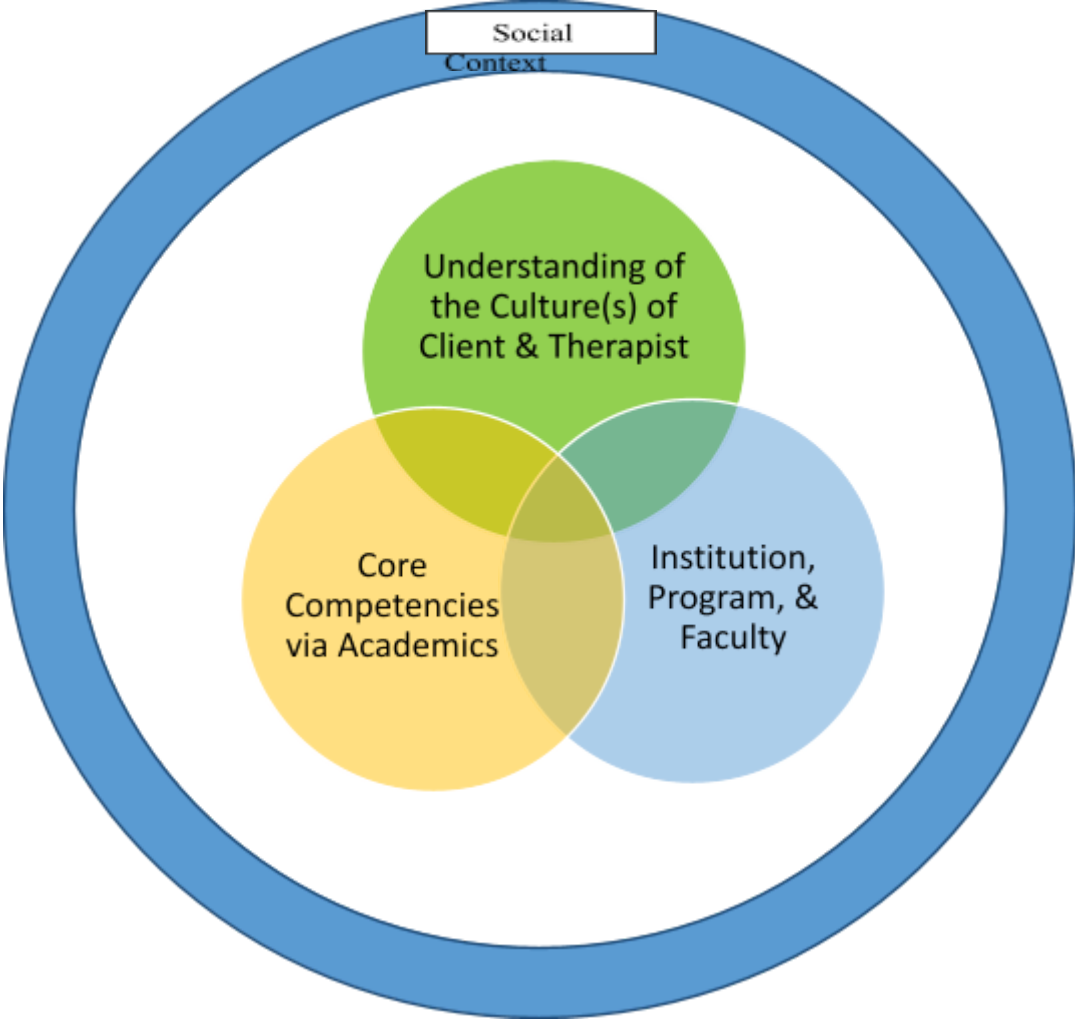 Social
Context
Understanding of
the Culture(s) of
Client & Therapist
Core
Competencies
via Academics
Institution,
Program, &
Faculty